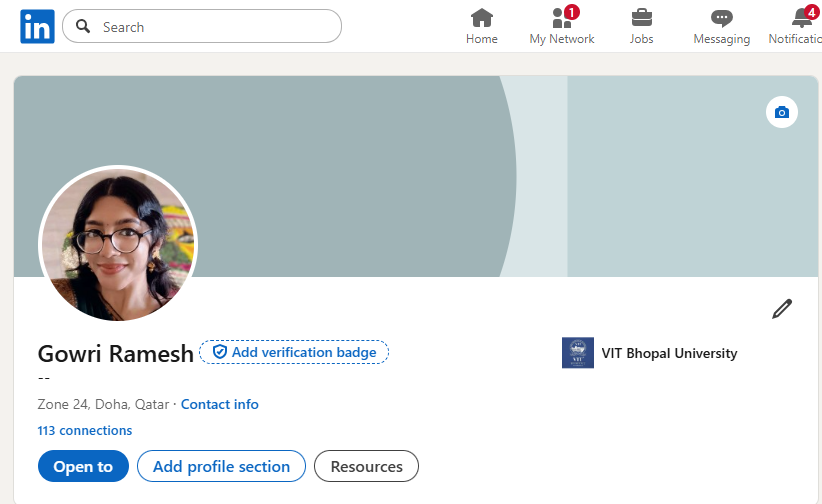 in
Search
1
4
Home
My Network
Jobs
Messaging
Notificatio
Gowri Ramesh
Add verification badge
VIT Bhopal University
--
Zone 24, Doha, Qatar · Contact info
113 connections
Open to
Add profile section
Resources